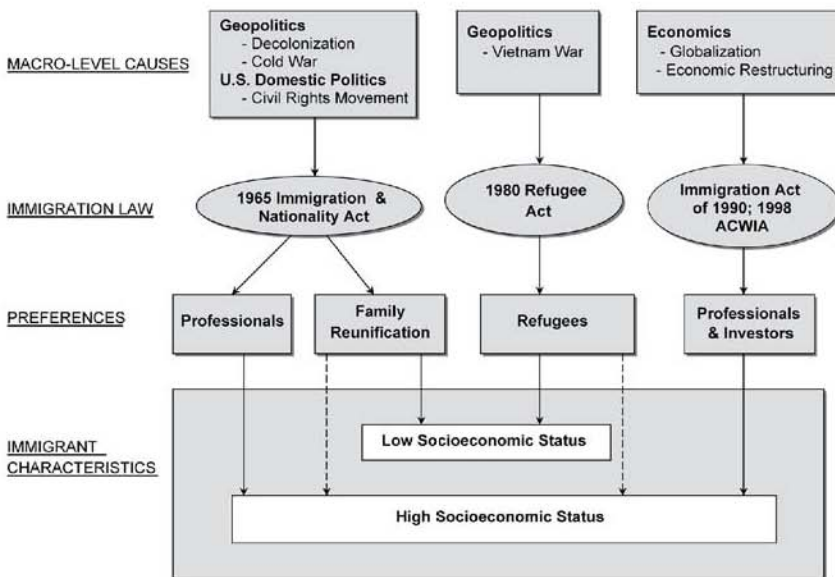 MACRO-LEVEL CAUSES
Geopolitics
- Decolonization
- Cold War
U.S. Domestic Politics
- Civil Rights Movement
Geopolitics
- Vietnam War
Economics
- Globalization
- Economic Restructuring
IMMIGRATION LAW
1965 Immigration &
Nationality Act
1980 Refugee
Act
Immigration Act
of 1990; 1998
ACWIA
PREFERENCES
Professionals
Family
Reunification
Refugees
Professionals
& Investors
IMMIGRANT
CHARACTERISTICS
Low Socioeconomic Status
High Socioeconomic Status